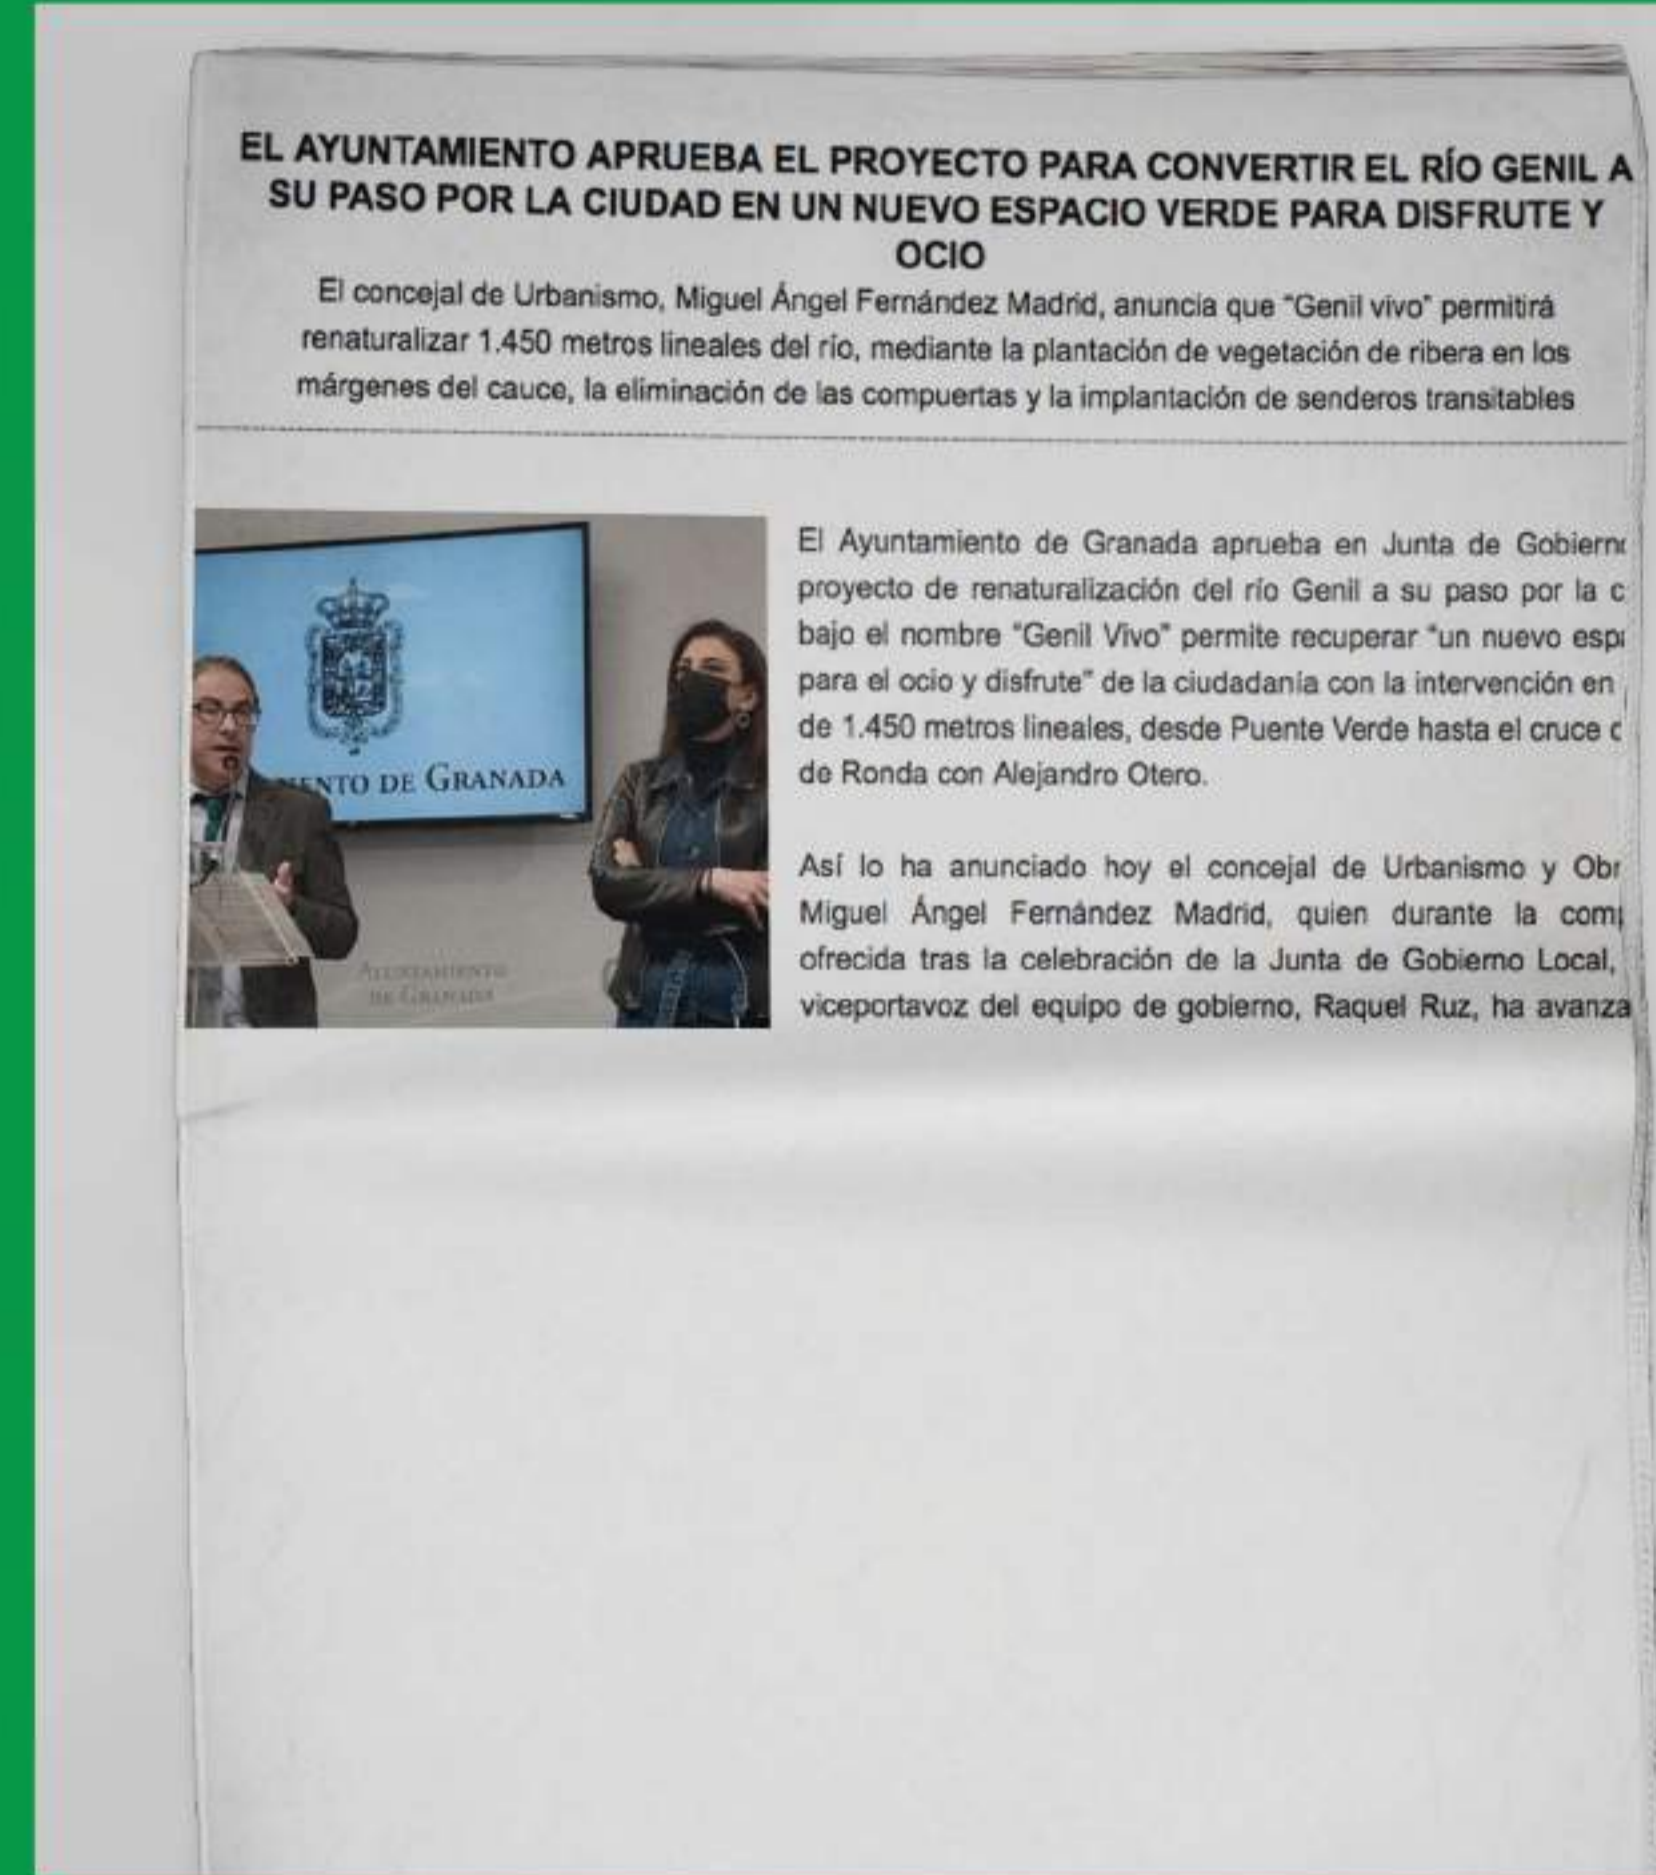 EL AYUNTAMIENTO APRUEBA EL PROYECTO PARA CONVERTIR EL RÍO GENIL A
SU PASO POR LA CIUDAD EN UN NUEVO ESPACIO VERDE PARA DISFRUTE Y
OCIO
El concejal de Urbanismo, Miguel Ángel Fernández Madrid, anuncia que “Genil vivo” permitirá
renaturalizar 1.450 metros lineales del río, mediante la plantación de vegetación de ribera en los
márgenes del cauce, la eliminación de las compuertas y la implantación de senderos transitables
DE GRANADA
AYUNTAMIENTO
DE GRANADA
El Ayuntamiento de Granada aprueba en Junta de Gobierno
proyecto de renaturalización del río Genil a su paso por la c
bajo el nombre “Genil Vivo” permite recuperar “un nuevo esp
para el ocio y disfrute” de la ciudadanía con la intervención en
de 1.450 metros lineales, desde Puente Verde hasta el cruce c
de Ronda con Alejandro Otero.
Así lo ha anunciado hoy el concejal de Urbanismo y Obr
Miguel Ángel Fernández Madrid, quien durante la com
ofrecida tras la celebración de la Junta de Gobierno Local,
viceportavoz del equipo de gobierno, Raquel Ruz, ha avanza